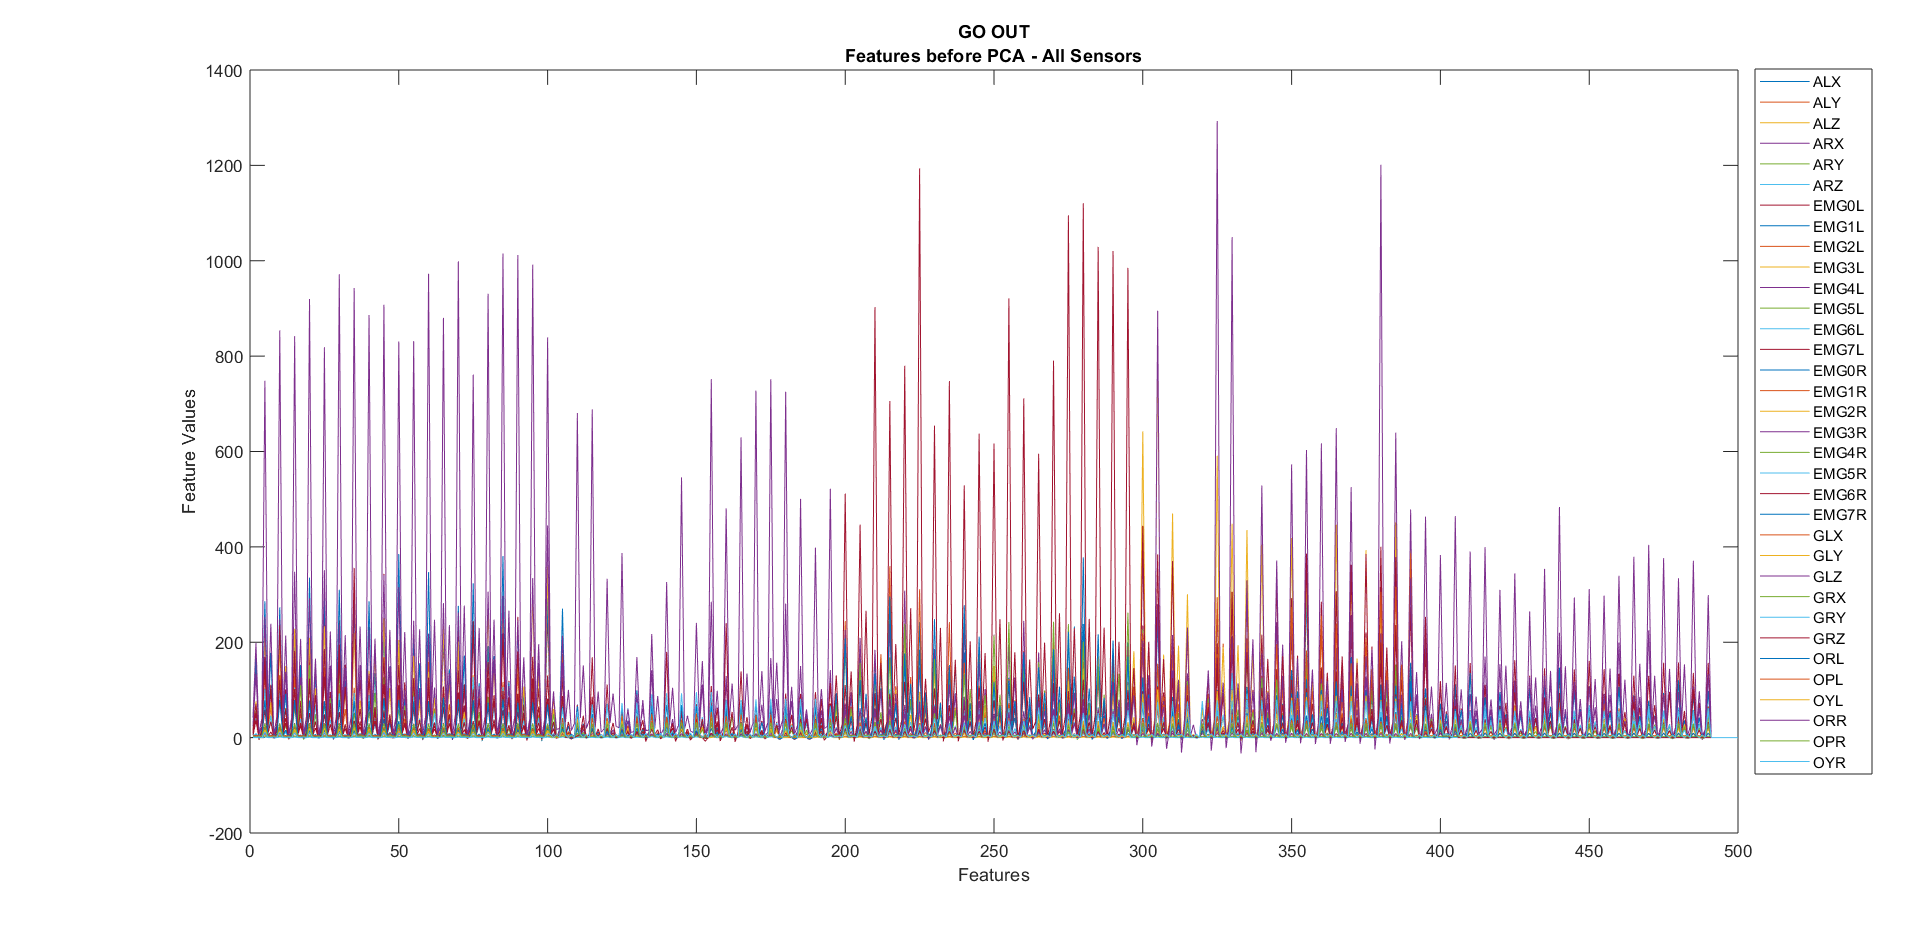 GO OUT
Features before PCA - All Sensors
1400
1200
1000
800
600
400
200
0
-200
Feature Values
0 50 100 150 200 250 300 350 400 450 500
Features
ALX
ALY
ALZ
ARX
ARY
ARZ
EMG0L
EMG1L
EMG2L
EMG3L
EMG4L
EMG5L
EMG6L
EMG7L
EMG0R
EMG1R
EMG2R
EMG3R
EMG4R
EMG5R
EMG6R
EMG7R
GLX
GLY
GLZ
GRX
GRY
GRZ
ORL
OPL
OYL
ORR
OPR
OYR